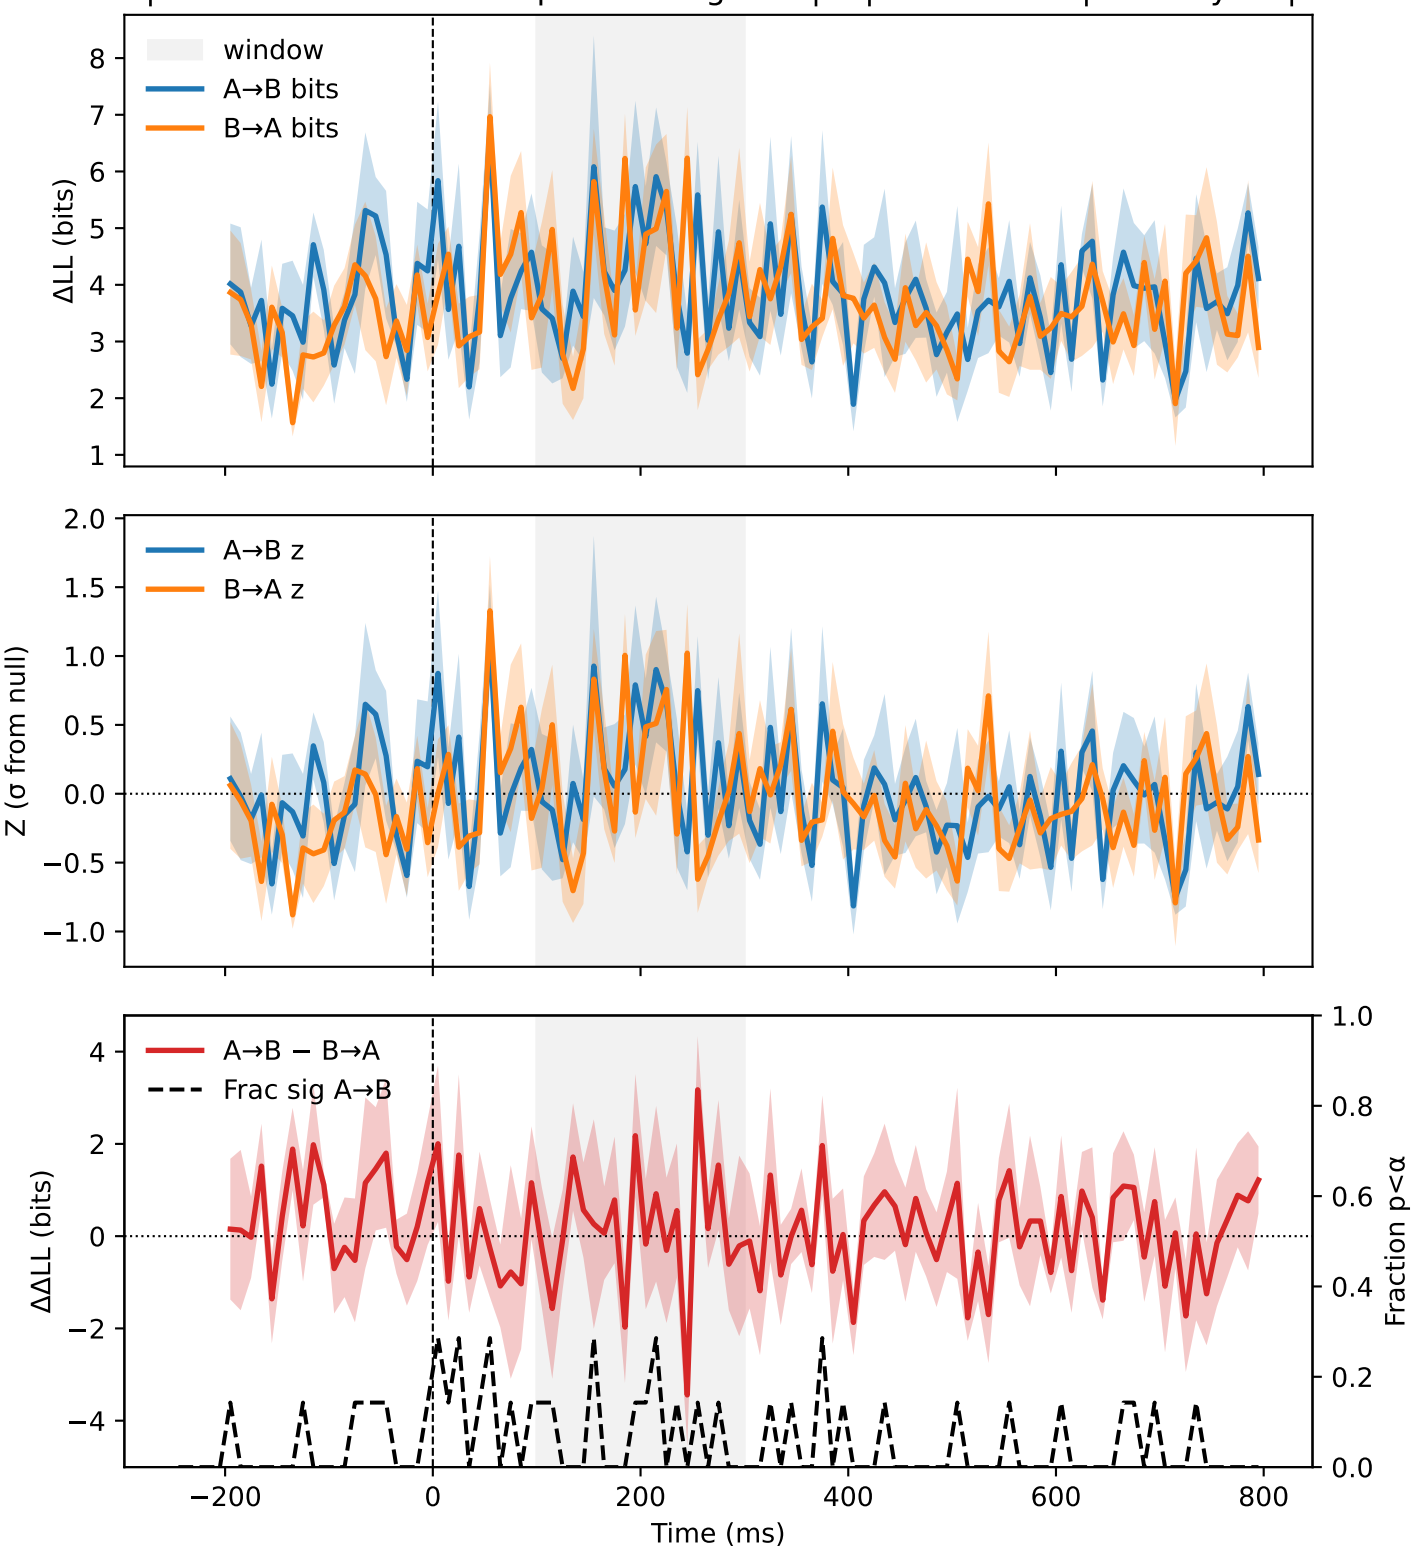 window
A→B bits
B→A bits
8
7
6
5
4
3
2
1
ΔLL (bits)
A→B z
B→A z
2.0
1.5
1.0
0.5
0.0
−0.5
−1.0
Z (σ from null)
A→B − B→A
Frac sig A→B
4
2
0
−2
−4
ΔΔLL (bits)
1.0
0.8
0.6
0.4
0.2
0.0
Fraction p<α
−200 0 200 400 600 800
Time (ms)